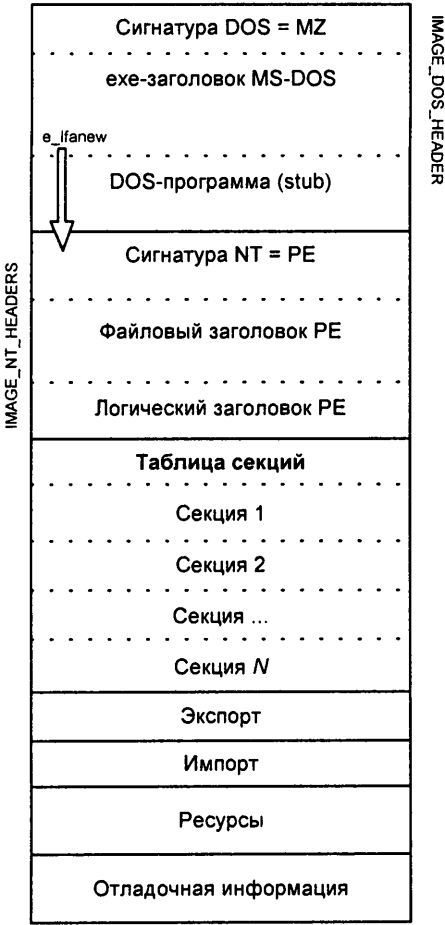 Сигнатура DOS = MZ
exe-заголовок MS-DOS
e_lfanew
DOS-программа (stub)
IMAGE_DOS_HEADER
Сигнатура NT = PE
Файловый заголовок PE
Логический заголовок PE
IMAGE_NT_HEADERS
Таблица секций
Секция 1
Секция 2
Секция ...
Секция N
Экспорт
Импорт
Ресурсы
Отладочная информация